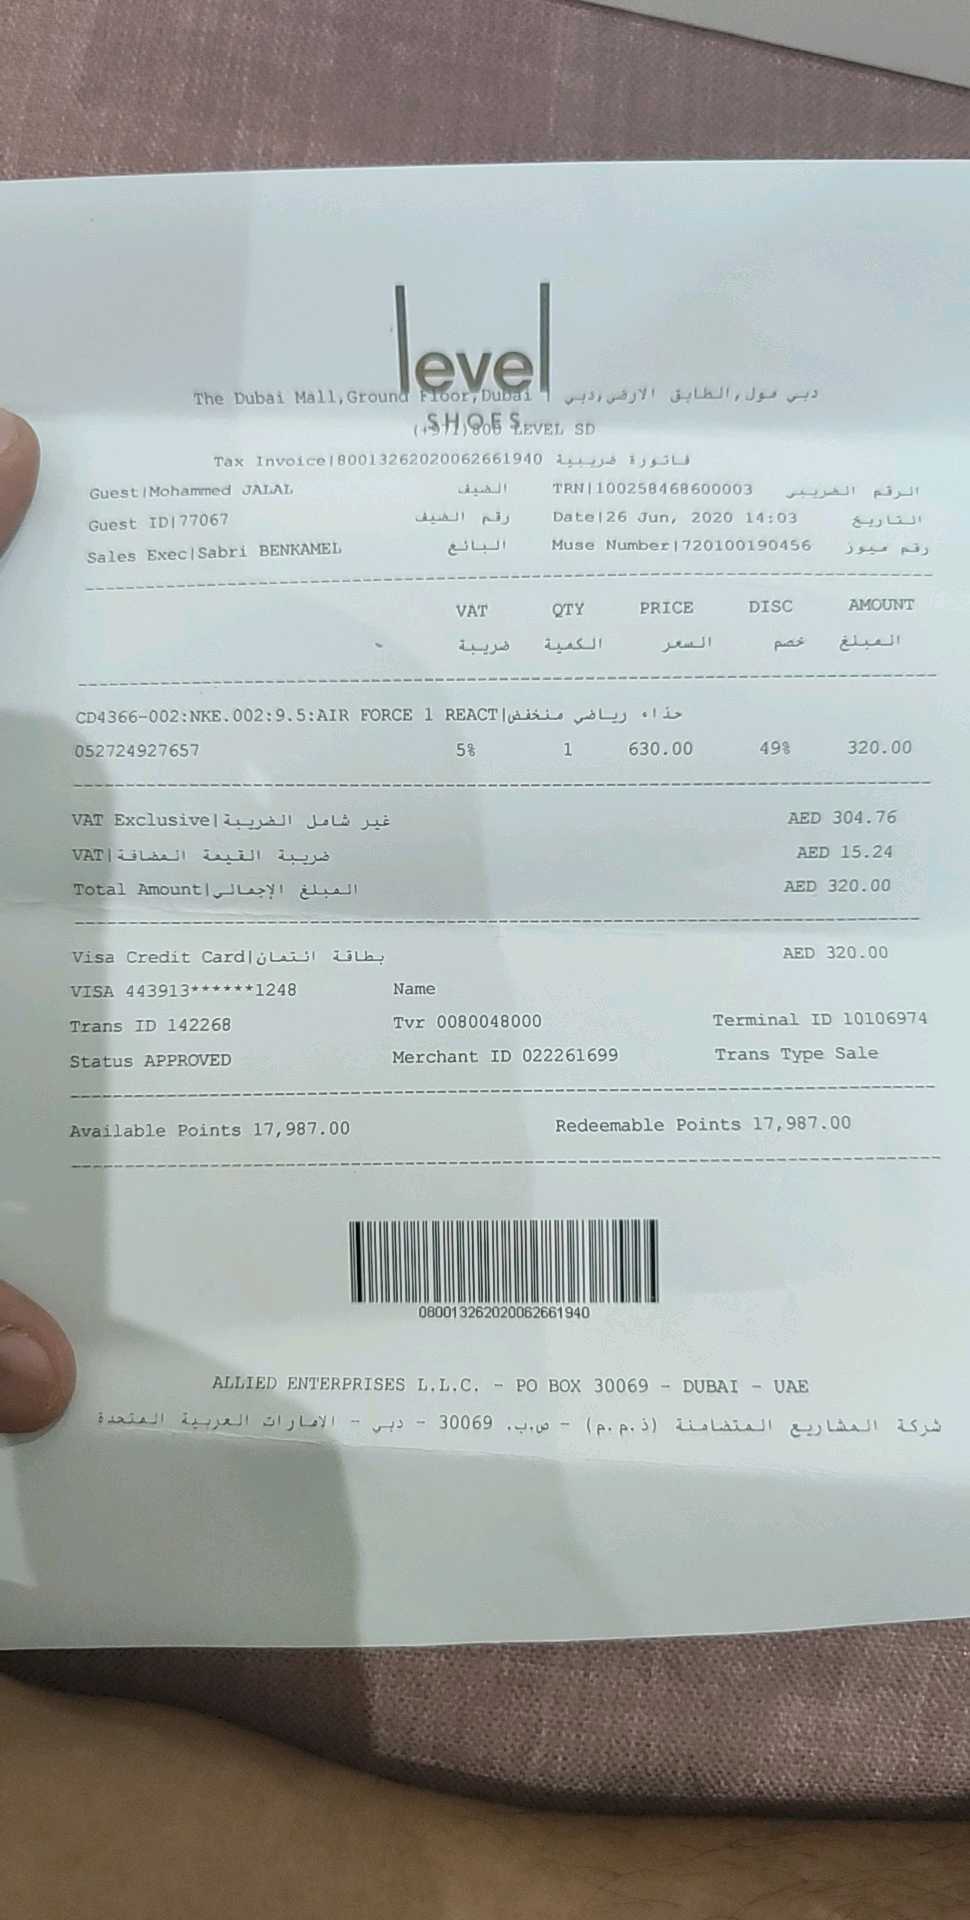 level
The Dubai Mall,Ground Floor,Dubai | دبي مول,الطابق الارضي,دبي
SHOES
(+971)800 LEVEL SD
Tax Invoice|80013262020062661940 فاتورة ضريبية
Guest|Mohammed JALAL الضيف TRN|100258468600003 الرقم الضريبي
Guest ID|77067 رقم الضيف Date|26 Jun, 2020 14:03 التاريخ
Sales Exec|Sabri BENKAMEL البائع Muse Number|720100190456 رقم ميوز
VAT QTY PRICE DISC AMOUNT
ضريبة الكمية السعر خصم المبلغ
CD4366-002:NKE.002:9.5:AIR FORCE 1 REACT|حذاء رياضي منخفض
052724927657 5% 1 630.00 49% 320.00
VAT Exclusive|غير شامل الضريبة AED 304.76
VAT|ضريبة القيمة المضافة AED 15.24
Total Amount|المبلغ الإجمالي AED 320.00
Visa Credit Card|بطاقة ائتمان AED 320.00
VISA 443913******1248 Name
Trans ID 142268 Tvr 0080048000 Terminal ID 10106974
Status APPROVED Merchant ID 022261699 Trans Type Sale
Available Points 17,987.00 Redeemable Points 17,987.00
080013262020062661940
ALLIED ENTERPRISES L.L.C. - PO BOX 30069 - DUBAI - UAE
شركة المشاريع المتضامنة (ذ.م.م) - ص.ب. 30069 - دبي - الامارات العربية المتحدة